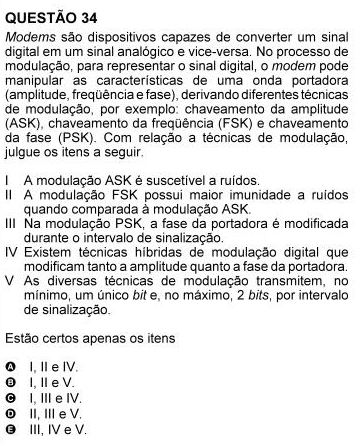 QUESTÃO 34
Modems são dispositivos capazes de converter um sinal
digital em um sinal analógico e vice-versa. No processo de
modulação, para representar o sinal digital, o modem pode
manipular as características de uma onda portadora
(amplitude, freqüência e fase), derivando diferentes técnicas
de modulação, por exemplo: chaveamento da amplitude
(ASK), chaveamento da freqüência (FSK) e chaveamento
da fase (PSK). Com relação a técnicas de modulação,
julgue os itens a seguir.
I A modulação ASK é suscetível a ruídos.
II A modulação FSK possui maior imunidade a ruídos
quando comparada à modulação ASK.
III Na modulação PSK, a fase da portadora é modificada
durante o intervalo de sinalização.
IV Existem técnicas híbridas de modulação digital que
modificam tanto a amplitude quanto a fase da portadora.
V As diversas técnicas de modulação transmitem, no
mínimo, um único bit e, no máximo, 2 bits, por intervalo
de sinalização.
Estão certos apenas os itens
A I, II e IV.
B I, II e V.
C I, III e IV.
D II, III e V.
E III, IV e V.